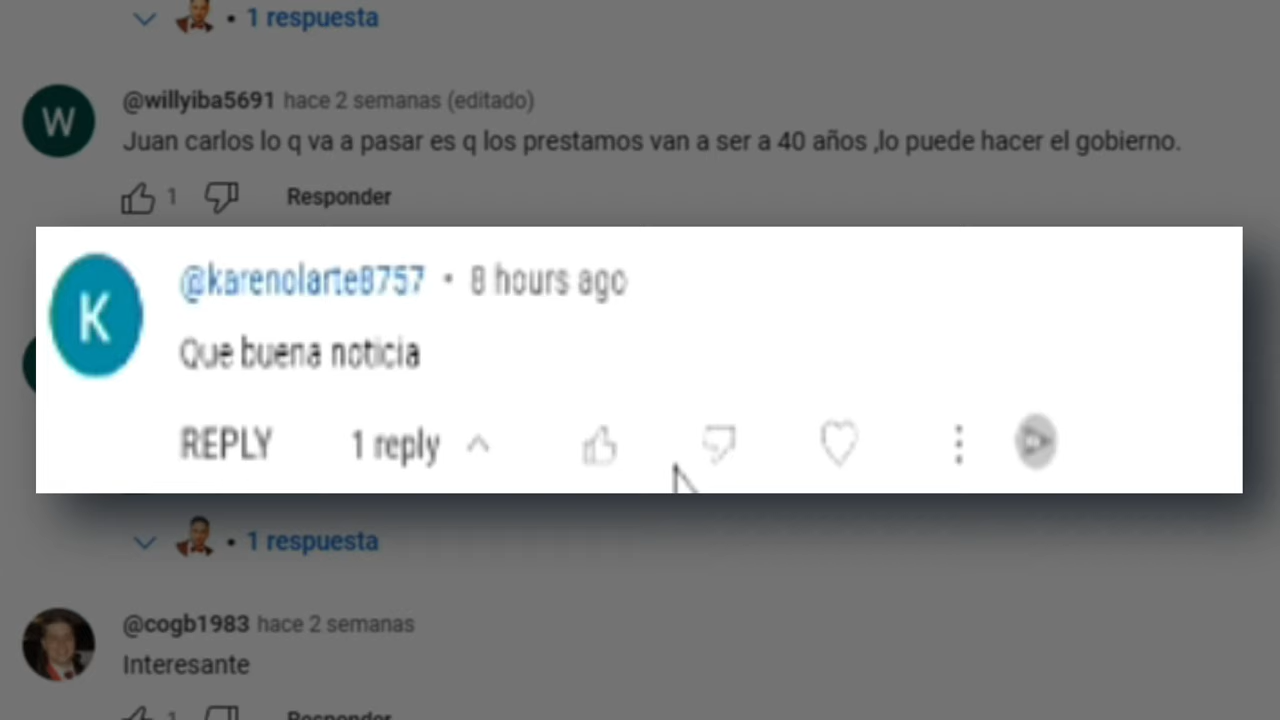 • 1 respuesta
W
@willyiba5691 hace 2 semanas (editado)
Juan carlos lo q va a pasar es q los prestamos van a ser a 40 años ,lo puede hacer el gobierno.
1 Responder
K
@karenolarte8757 • 8 hours ago
Que buena noticia
REPLY 1 reply
• 1 respuesta
@cogb1983 hace 2 semanas
Interesante
1 Responder